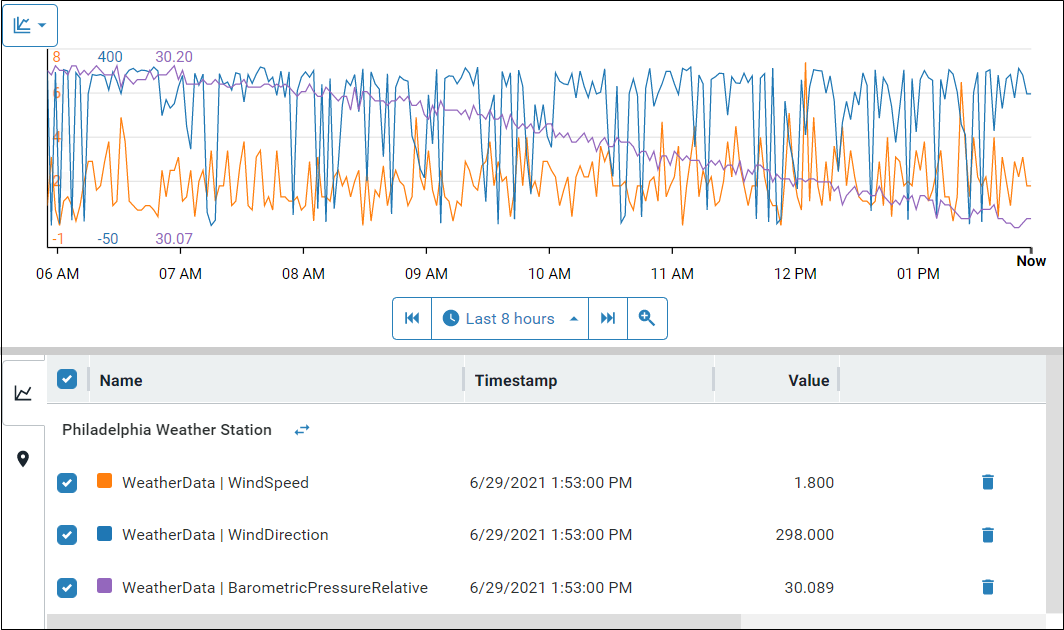 8 400 30.20
6
4
2
-1 -50 30.07
06 AM 07 AM 08 AM 09 AM 10 AM 11 AM 12 PM 01 PM Now
Last 8 hours
Name Timestamp Value
Philadelphia Weather Station
WeatherData | WindSpeed 6/29/2021 1:53:00 PM 1.800
WeatherData | WindDirection 6/29/2021 1:53:00 PM 298.000
WeatherData | BarometricPressureRelative 6/29/2021 1:53:00 PM 30.089